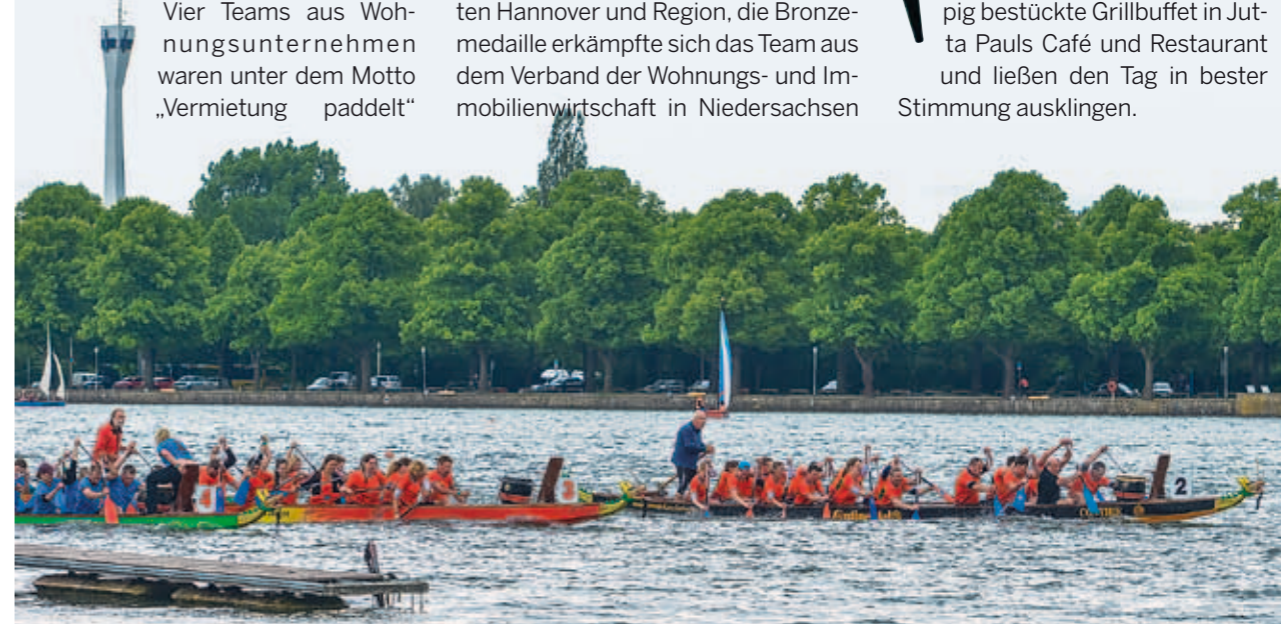 Vier Teams aus Woh-
nungsunternehmen
waren unter dem Motto
„Vermietung paddelt“
ten Hannover und Region, die Bronze-
medaille erkämpfte sich das Team aus
dem Verband der Wohnungs- und Im-
mobilienwirtschaft in Niedersachsen
pig bestückte Grillbuffet in Jut-
ta Pauls Café und Restaurant
und ließen den Tag in bester
Stimmung ausklingen.
3
2